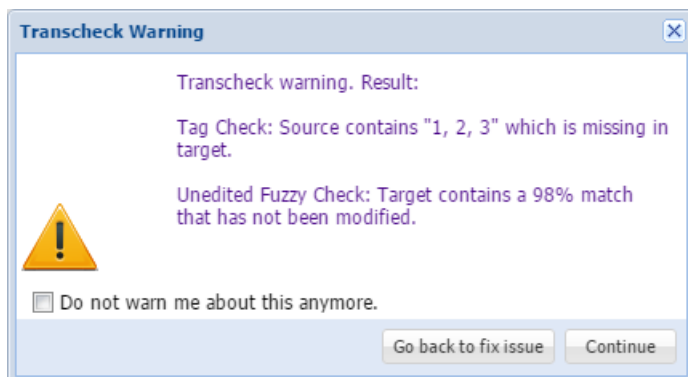 Transcheck Warning
Transcheck warning. Result:
Tag Check: Source contains "1, 2, 3" which is missing in
target.
Unedited Fuzzy Check: Target contains a 98% match
that has not been modified.
Do not warn me about this anymore.
Go back to fix issue
Continue